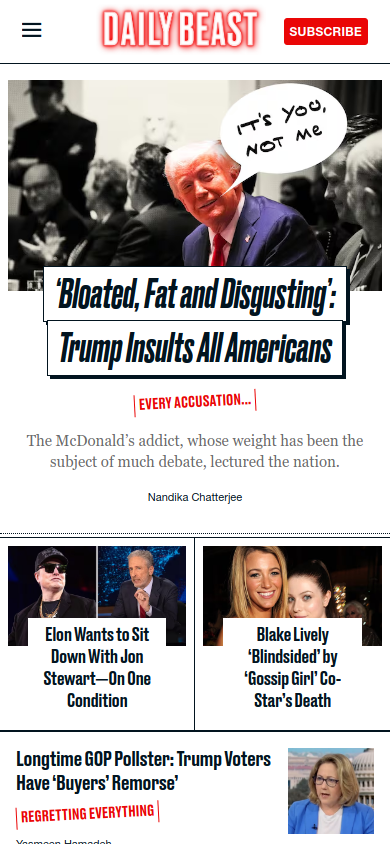 DAILY BEAST
SUBSCRIBE
IT'S YOU,
NOT ME
‘Bloated, Fat and Disgusting’:
Trump Insults All Americans
EVERY ACCUSATION...
The McDonald’s addict, whose weight has been the
subject of much debate, lectured the nation.
Nandika Chatterjee
Elon Wants to Sit
Down With Jon
Stewart—On One
Condition
Blake Lively
‘Blindsided’ by
‘Gossip Girl’ Co-
Star’s Death
Longtime GOP Pollster: Trump Voters
Have ‘Buyers’ Remorse’
REGRETTING EVERYTHING
Yasmeen Hamadeh